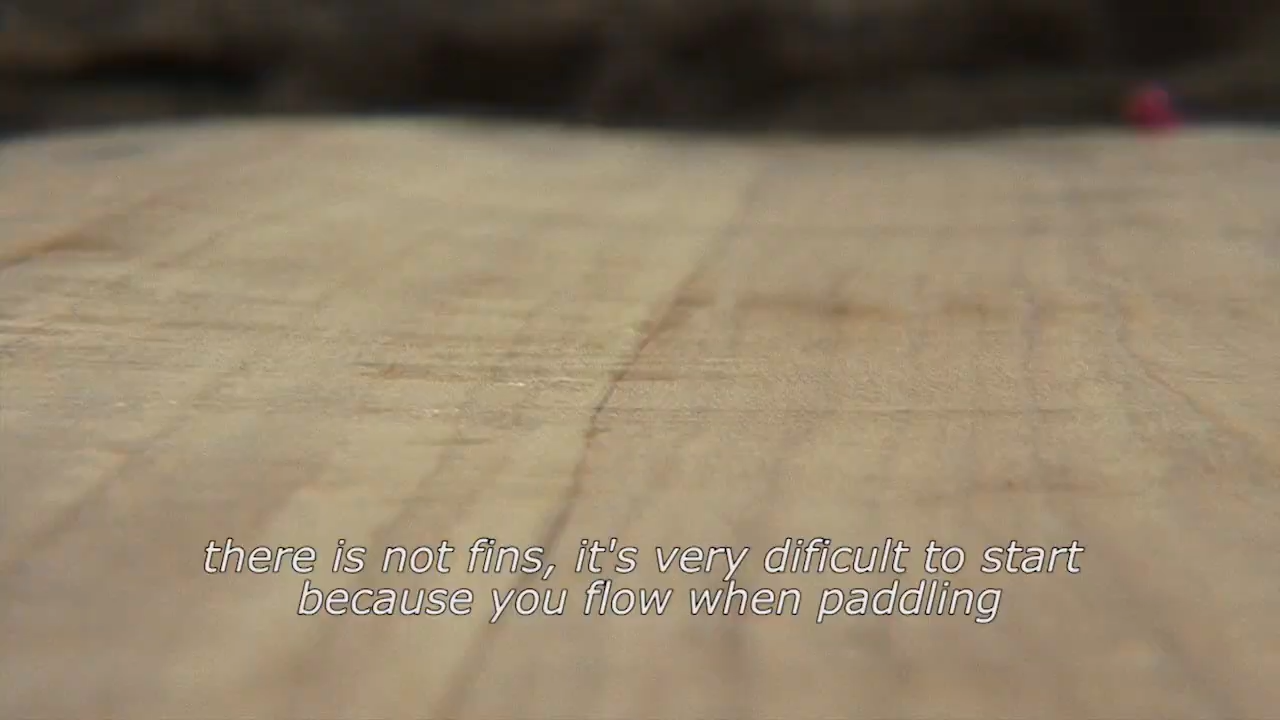 there is not fins, it's very dificult to start
because you flow when paddling